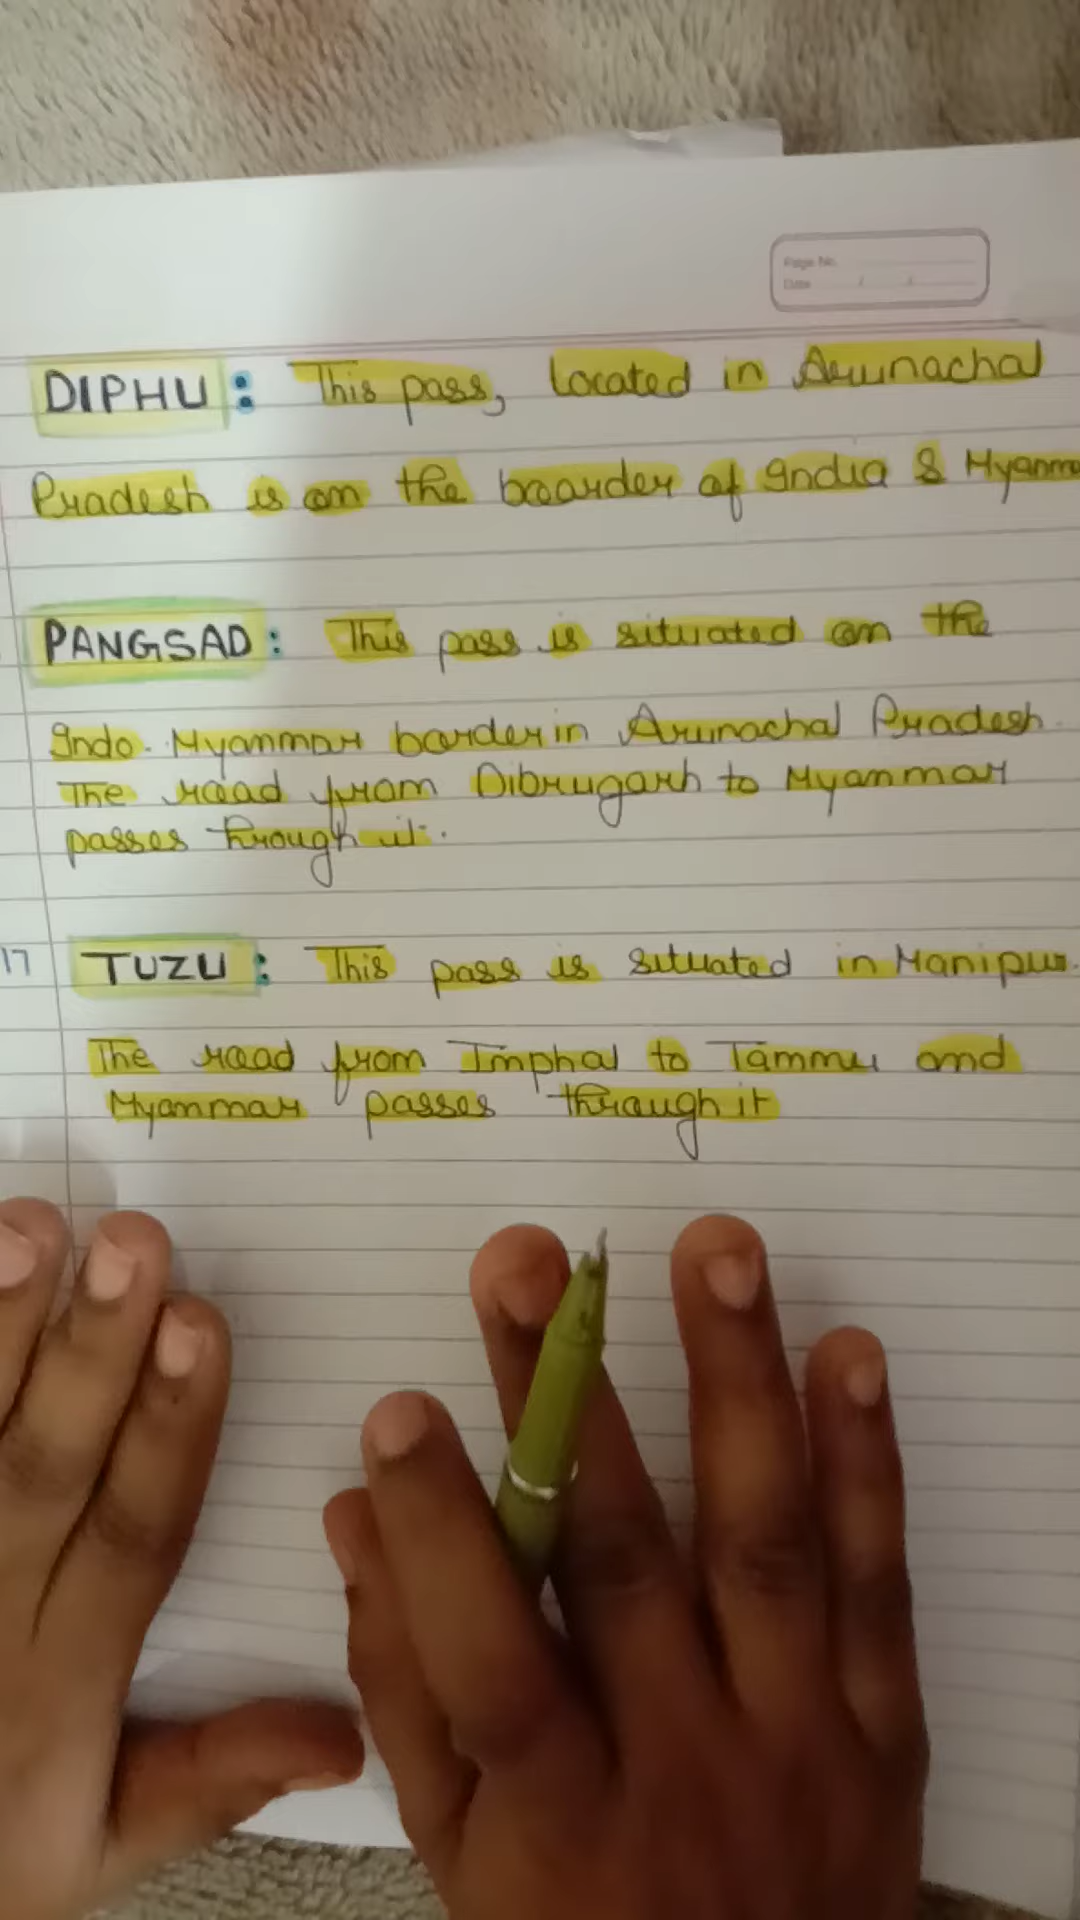 Page No.
Date / /
DIPHU : This pass, located in Arunachal
Pradesh is on the boarder of India & Myanma
PANGSAD : This pass is situated on the
Indo. Myanmar border in Arunachal Pradesh.
The road from Dibrugarh to Myanmar
passes through it.
17 TUZU : This pass is situated in Manipur.
The road from Imphal to Tammu and
Myanmar passes through it